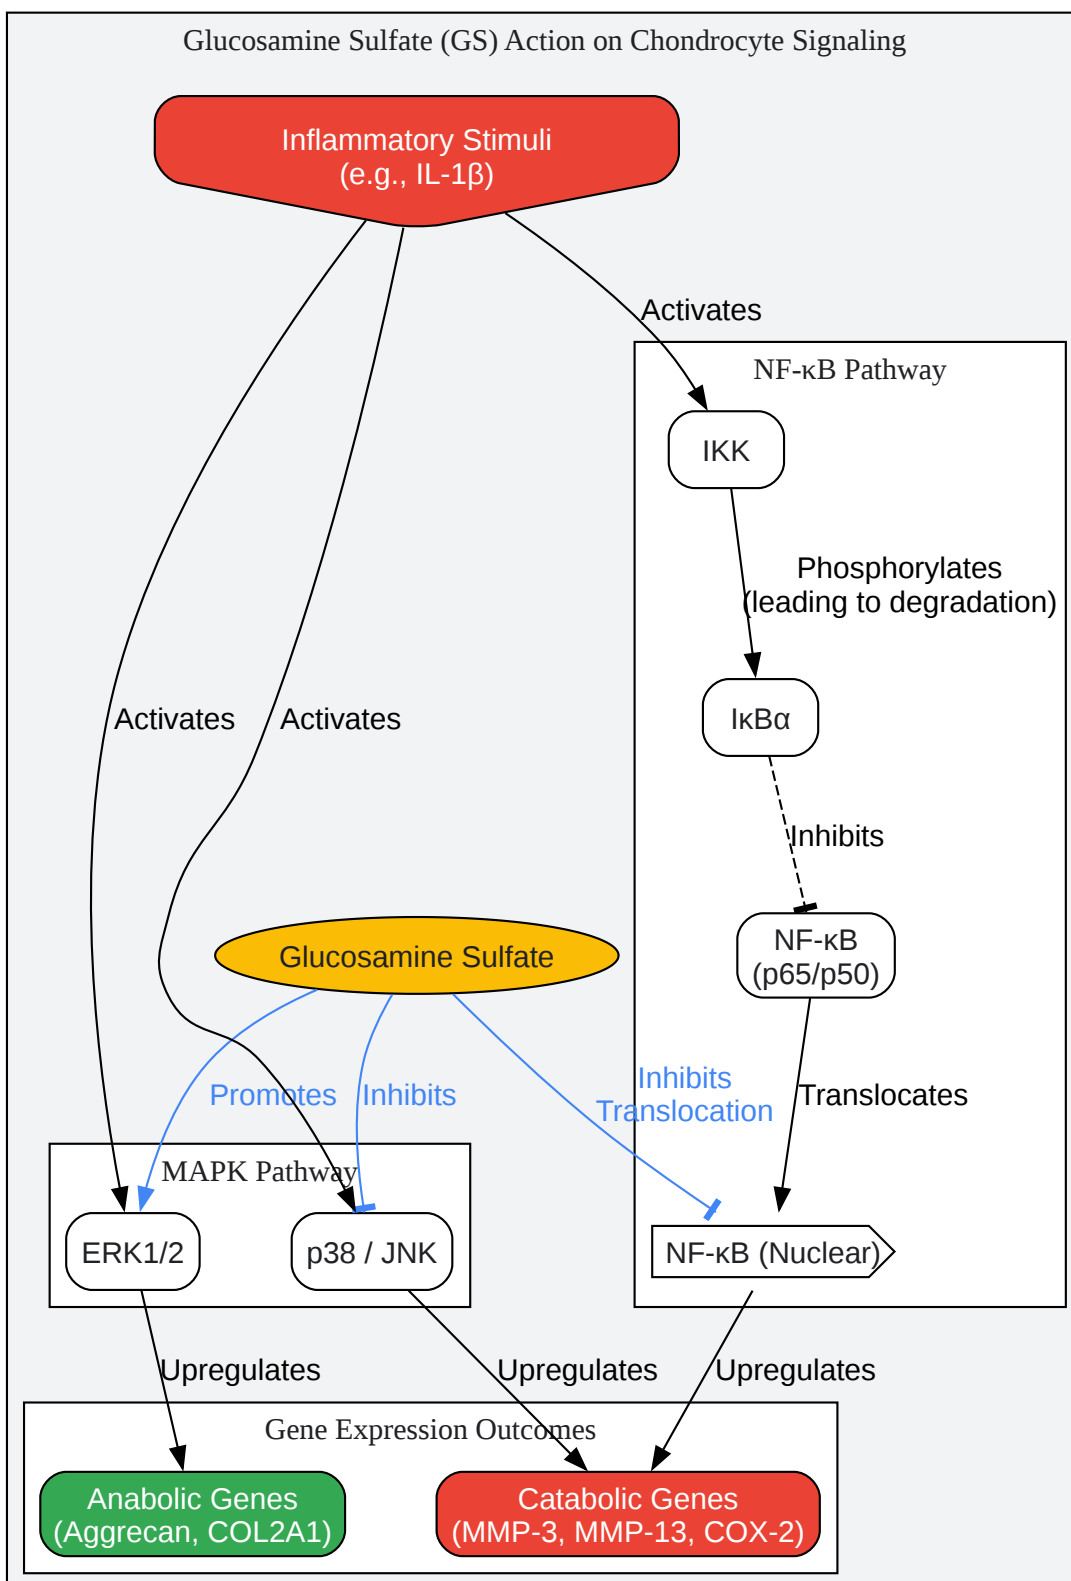 Glucosamine Sulfate (GS) Action on Chondrocyte Signaling
Inflammatory Stimuli
(e.g., IL-1β)
Activates
NF-κB Pathway
IKK
Phosphorylates
(leading to degradation)
IκBα
Activates
Activates
Inhibits
NF-κB
(p65/p50)
Glucosamine Sulfate
Promotes
Inhibits
Inhibits
Translocation
Translocates
MAPK Pathway
ERK1/2
p38 / JNK
NF-κB (Nuclear)
Upregulates
Upregulates
Upregulates
Gene Expression Outcomes
Anabolic Genes
(Aggrecan, COL2A1)
Catabolic Genes
(MMP-3, MMP-13, COX-2)